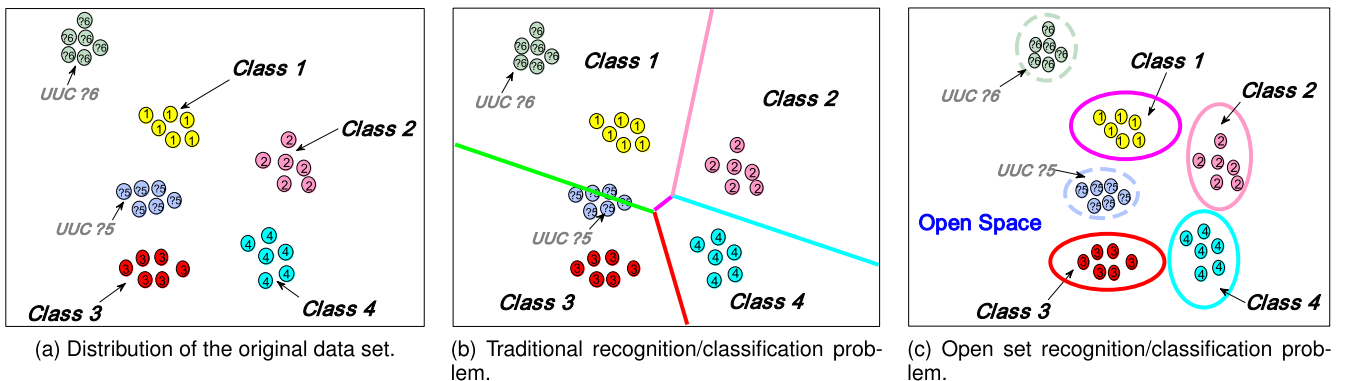 ?6
?6 ?6 ?6
?6 ?6
UUC ?6
Class 1
1 1 1
1
1 1
Class 2
2
2 2 2
2 2
?5 ?5 ?5
?5 ?5 ?5
UUC ?5
3 3 3 3
3 3
Class 3
4 4
4 4
4 4
Class 4
(a) Distribution of the original data set.
?6
?6 ?6 ?6
?6 ?6
UUC ?6
Class 1
1 1 1
1
1 1
Class 2
2
2 2 2
2 2
?5 ?5 ?5
?5 ?5 ?5
UUC ?5
3 3 3 3
3 3
Class 3
4 4
4 4
4 4
Class 4
(b) Traditional recognition/classification prob-
lem.
?6
?6 ?6 ?6
?6 ?6
UUC ?6
Class 1
1 1 1
1
1 1
Class 2
2
2 2 2
2 2
UUC ?5
?5 ?5 ?5
?5 ?5 ?5
Open Space
3 3 3 3
3 3
Class 3
4 4
4 4
4 4
Class 4
(c) Open set recognition/classification prob-
lem.